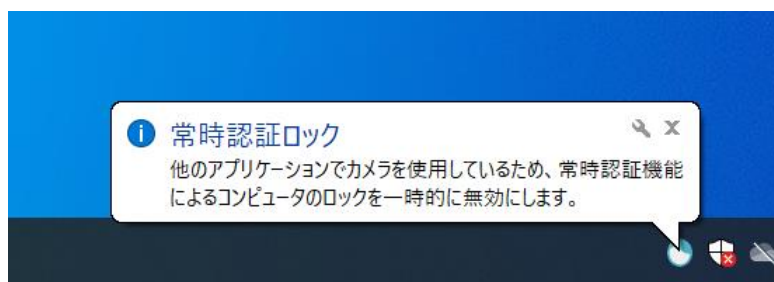 常時認証ロック
他のアプリケーションでカメラを使用しているため、常時認証機能
によるコンピュータのロックを一時的に無効にします。